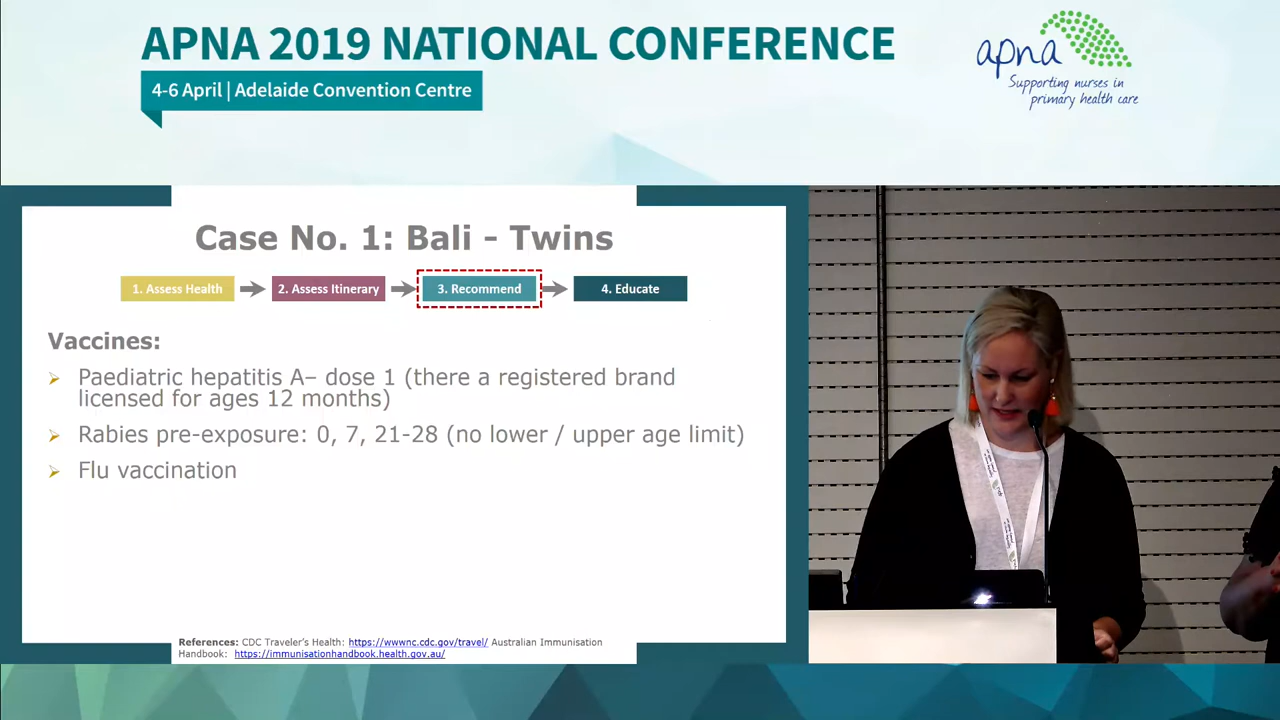 APNA 2019 NATIONAL CONFERENCE
4-6 April | Adelaide Convention Centre
apna
Supporting nurses in
primary health care
Case No. 1: Bali - Twins
1. Assess Health
2. Assess Itinerary
3. Recommend
4. Educate
Vaccines:
Paediatric hepatitis A– dose 1 (there a registered brand
licensed for ages 12 months)
Rabies pre-exposure: 0, 7, 21-28 (no lower / upper age limit)
Flu vaccination
References: CDC Traveler's Health: https://wwwnc.cdc.gov/travel/ Australian Immunisation
Handbook: https://immunisationhandbook.health.gov.au/